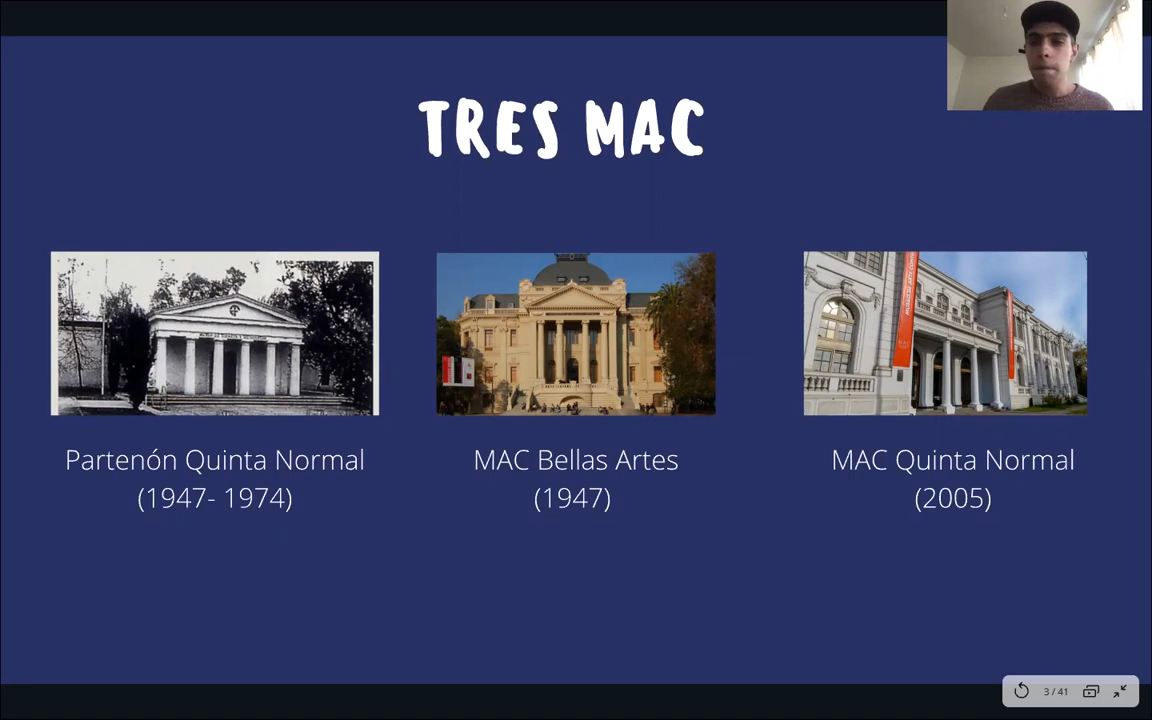 TRES MAC
Partenón Quinta Normal
(1947- 1974)
MAC Bellas Artes
(1947)
MAC Quinta Normal
(2005)
3 / 41